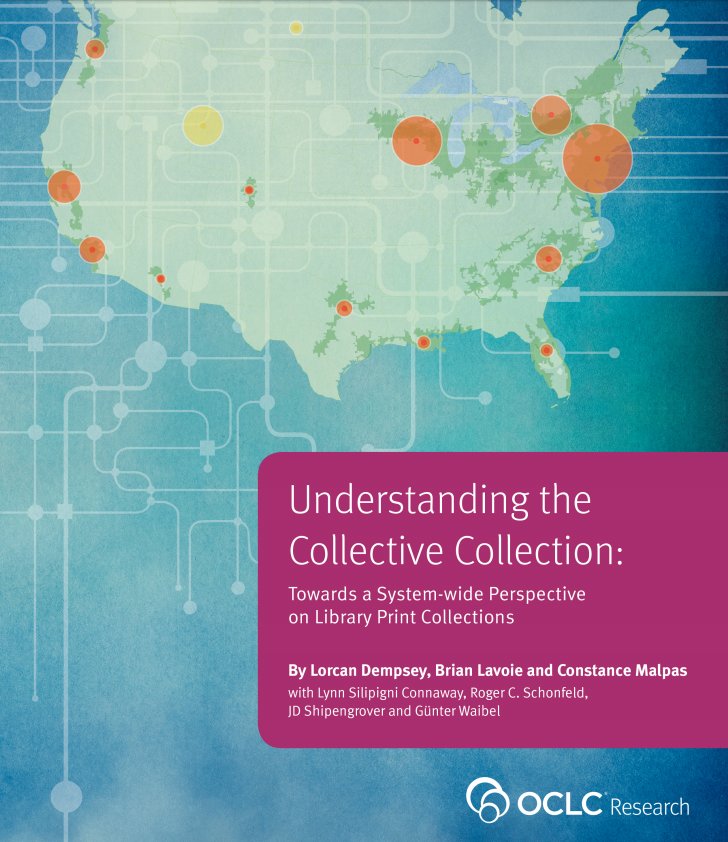 Understanding the
Collective Collection:
Towards a System-wide Perspective
on Library Print Collections
By Lorcan Dempsey, Brian Lavoie and Constance Malpas
with Lynn Silipigni Connaway, Roger C. Schonfeld,
JD Shipengrover and Günter Waibel
OCLC® Research